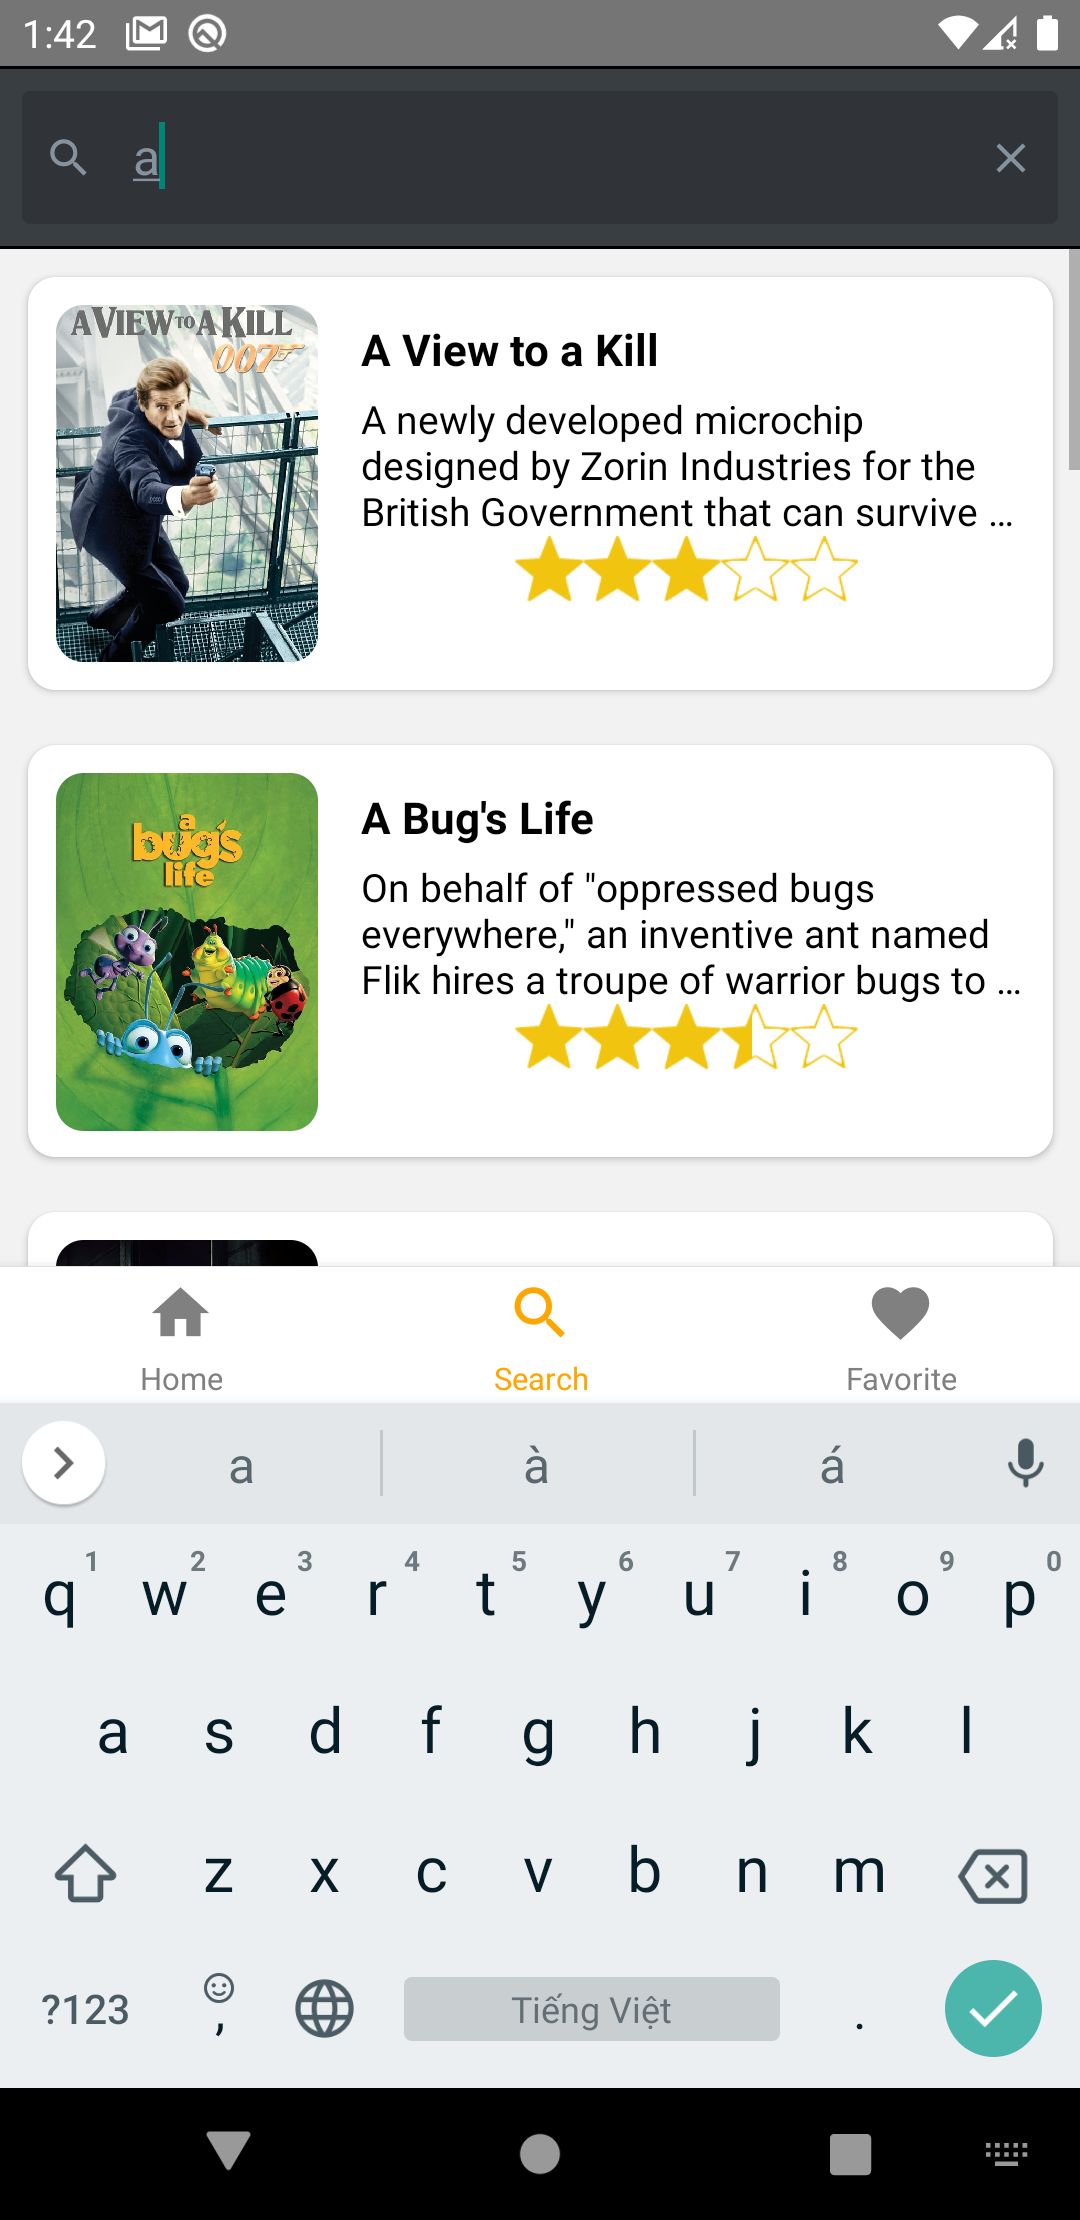 1:42
a
A VIEW TO A KILL
007
A View to a Kill
A newly developed microchip
designed by Zorin Industries for the
British Government that can survive ...
a
bug's
life
A Bug's Life
On behalf of "oppressed bugs
everywhere," an inventive ant named
Flik hires a troupe of warrior bugs to ...
Home
Search
Favorite
a à á
1 2 3 4 5 6 7 8 9 0
q w e r t y u i o p
a s d f g h j k l
z x c v b n m
?123 , Tiếng Việt .